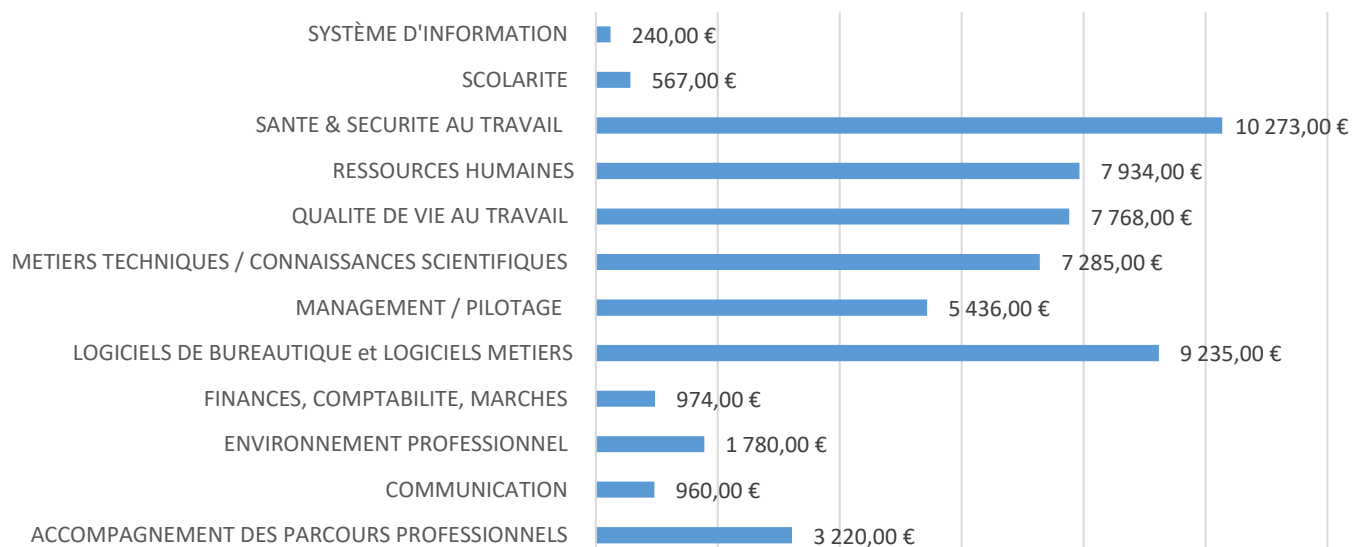 SYSTÈME D'INFORMATION 240,00 €
SCOLARITE 567,00 €
SANTE & SECURITE AU TRAVAIL 10 273,00 €
RESSOURCES HUMAINES 7 934,00 €
QUALITE DE VIE AU TRAVAIL 7 768,00 €
METIERS TECHNIQUES / CONNAISSANCES SCIENTIFIQUES 7 285,00 €
MANAGEMENT / PILOTAGE 5 436,00 €
LOGICIELS DE BUREAUTIQUE et LOGICIELS METIERS 9 235,00 €
FINANCES, COMPTABILITE, MARCHES 974,00 €
ENVIRONNEMENT PROFESSIONNEL 1 780,00 €
COMMUNICATION 960,00 €
ACCOMPAGNEMENT DES PARCOURS PROFESSIONNELS 3 220,00 €